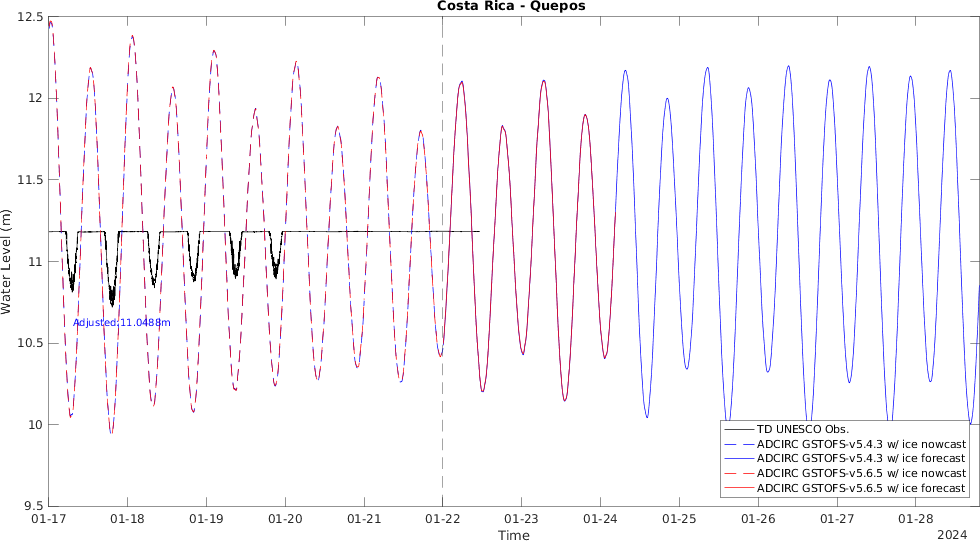 Costa Rica - Quepos
12.5
12
11.5
11
10.5
10
9.5
Water Level (m)
Adjusted:11.0488m
TD UNESCO Obs.
ADCIRC GSTOFS-v5.4.3 w/ ice nowcast
ADCIRC GSTOFS-v5.4.3 w/ ice forecast
ADCIRC GSTOFS-v5.6.5 w/ ice nowcast
ADCIRC GSTOFS-v5.6.5 w/ ice forecast
01-17 01-18 01-19 01-20 01-21 01-22 01-23 01-24 01-25 01-26 01-27 01-28
Time
2024